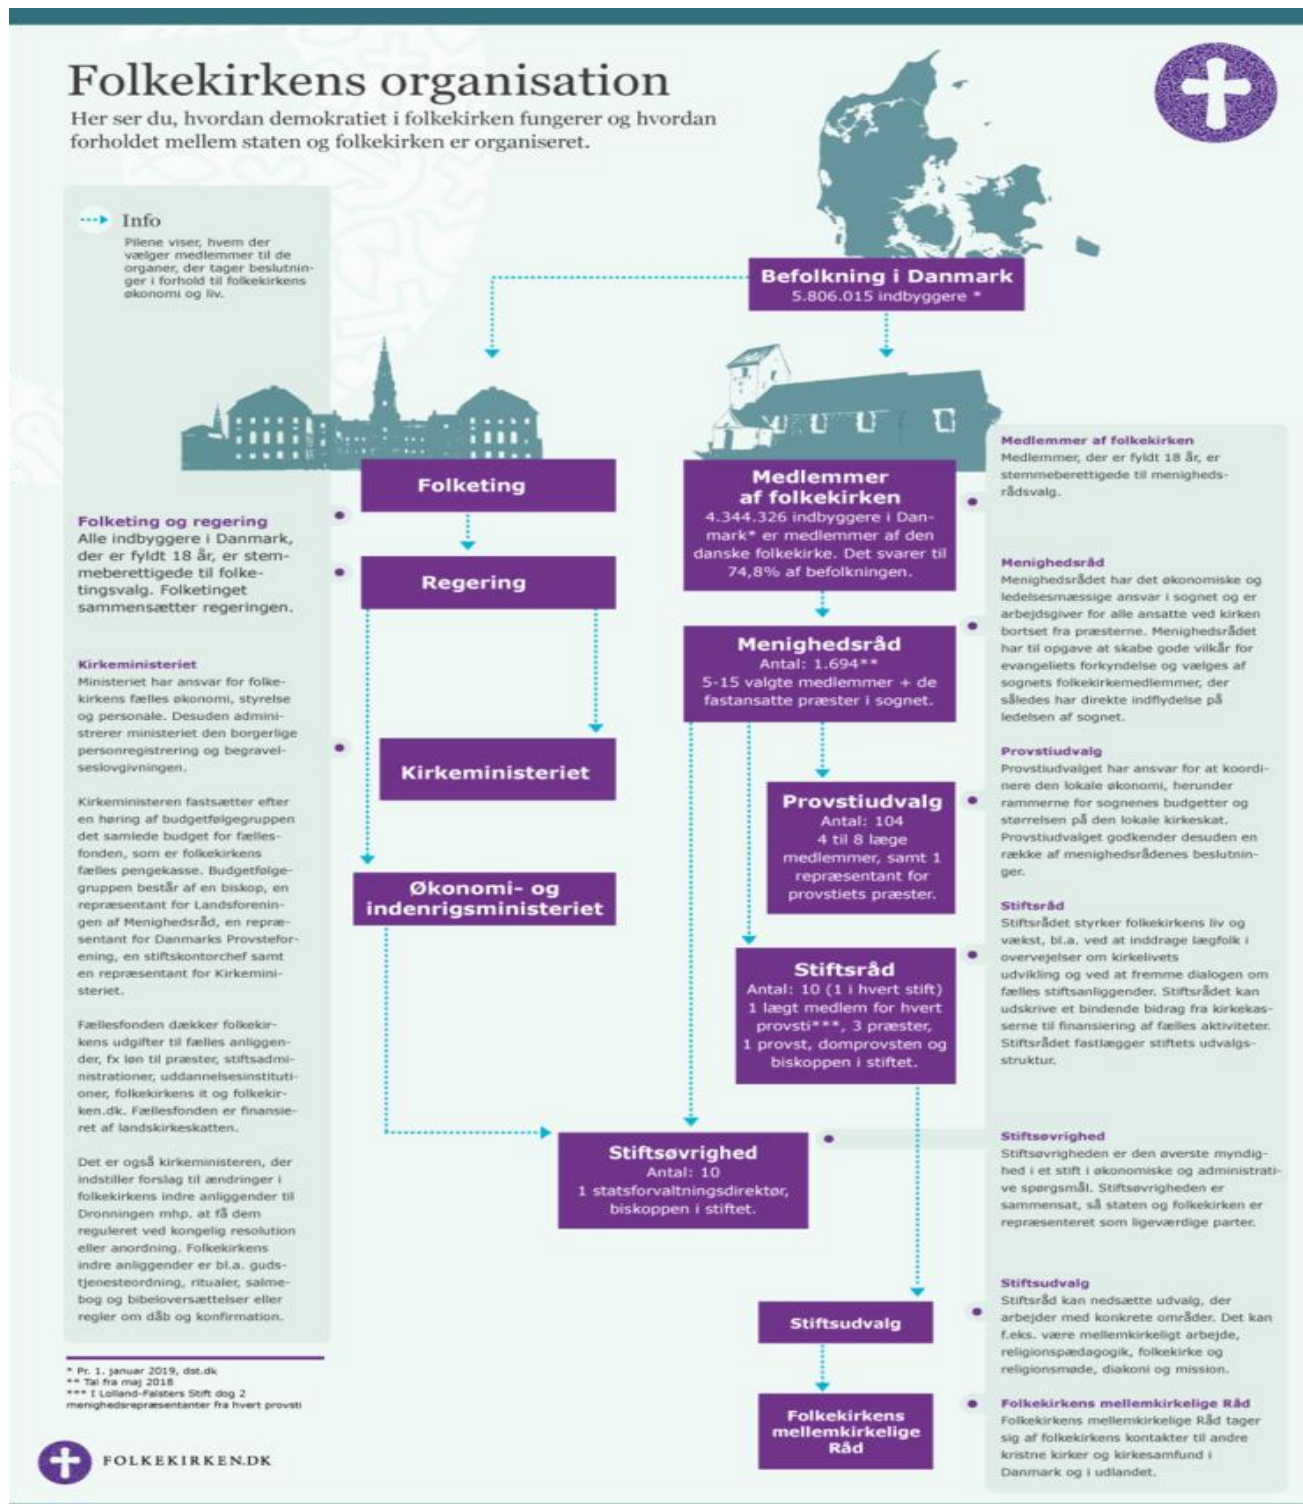 Folkekirkens organisation
Her ser du, hvordan demokratiet i folkekirken fungerer og hvordan
forholdet mellem staten og folkekirken er organiseret.
Info
Pilene viser, hvem der
vælger medlemmer til de
organer, der tager beslutnin-
ger i forhold til folkekirkens
økonomi og liv.
Befolkning i Danmark
5.806.015 indbyggere *
Folketing
Regering
Kirkeministeriet
Økonomi- og
indenrigsministeriet
Medlemmer
af folkekirken
4.344.326 indbyggere i Dan-
mark* er medlemmer af den
danske folkekirke. Det svarer til
74,8% af befolkningen.
Menighedsråd
Antal: 1.694**
5-15 valgte medlemmer + de
fastansatte præster i sognet.
Provstiudvalg
Antal: 104
4 til 8 læge
medlemmer, samt 1
repræsentant for
provstiets præster.
Stiftsråd
Antal: 10 (1 i hvert stift)
1 lægt medlem for hvert
provsti***, 3 præster,
1 provst, domprovsten og
biskoppen i stiftet.
Stiftsøvrighed
Antal: 10
1 statsforvaltningsdirektør,
biskoppen i stiftet.
Stiftsudvalg
Folkekirkens
mellemkirkelige
Råd
Folketing og regering
Alle indbyggere i Danmark,
der er fyldt 18 år, er stem-
meberettigede til folke-
tingsvalg. Folketinget
sammensætter regeringen.
Kirkeministeriet
Ministeriet har ansvar for folke-
kirkens fælles økonomi, styrelse
og personale. Desuden admini-
strerer ministeriet den borgerlige
personregistrering og begravel-
seslovgivningen.
Kirkeministeren fastsætter efter
en høring af budgetfølgegruppen
det samlede budget for fælles-
fonden, som er folkekirkens
fælles pengekasse. Budgetfølge-
gruppen består af en biskop, en
repræsentant for Landsforenin-
gen af Menighedsråd, en repræ-
sentant for Danmarks Provstefor-
ening, en stiftskontorchef samt
en repræsentant for Kirkemini-
steriet.
Fællesfonden dækker folkekir-
kens udgifter til fælles anliggen-
der, fx løn til præster, stiftsadmi-
nistrationer, uddannelsesinstituti-
oner, folkekirkens it og folkekir-
ken.dk. Fællesfonden er finansie-
ret af landskirkeskatten.
Det er også kirkeministeren, der
indstiller forslag til ændringer i
folkekirkens indre anliggender til
Dronningen mhp. at få dem
reguleret ved kongelig resolution
eller anordning. Folkekirkens
indre anliggender er bl.a. guds-
tjenesteordning, ritualer, salme-
bog og bibeloversættelser eller
regler om dåb og konfirmation.
* Pr. 1. januar 2019, dst.dk
** Tal fra maj 2018
*** I Lolland-Falsters Stift dog 2
menighedsrepræsentanter fra hvert provsti
FOLKEKIRKEN.DK
Medlemmer af folkekirken
Medlemmer, der er fyldt 18 år, er
stemmeberettigede til menigheds-
rådsvalg.
Menighedsråd
Menighedsrådet har det økonomiske og
ledelsesmæssige ansvar i sognet og er
arbejdsgiver for alle ansatte ved kirken
bortset fra præsterne. Menighedsrådet
har til opgave at skabe gode vilkår for
evangeliets forkyndelse og vælges af
sognets folkekirkemedlemmer, der
således har direkte indflydelse på
ledelsen af sognet.
Provstiudvalg
Provstiudvalget har ansvar for at koordi-
nere den lokale økonomi, herunder
rammerne for sognenes budgetter og
størrelsen på den lokale kirkeskat.
Provstiudvalget godkender desuden en
række af menighedsrådenes beslutnin-
ger.
Stiftsråd
Stiftsrådet styrker folkekirkens liv og
vækst, bl.a. ved at inddrage lægfolk i
overvejelser om kirkelivets
udvikling og ved at fremme dialogen om
fælles stiftsanliggender. Stiftsrådet kan
udskrive et bindende bidrag fra kirkekas-
serne til finansiering af fælles aktiviteter.
Stiftsrådet fastlægger stiftets udvalgs-
struktur.
Stiftsøvrighed
Stiftsøvrigheden er den øverste myndig-
hed i et stift i økonomiske og administrati-
ve spørgsmål. Stiftsøvrigheden er
sammensat, så staten og folkekirken er
repræsenteret som ligeværdige parter.
Stiftsudvalg
Stiftsråd kan nedsætte udvalg, der
arbejder med konkrete områder. Det kan
f.eks. være mellemkirkeligt arbejde,
religionspædagogik, folkekirke og
religionsmøde, diakoni og mission.
Folkekirkens mellemkirkelige Råd
Folkekirkens mellemkirkelige Råd tager
sig af folkekirkens kontakter til andre
kristne kirker og kirkesamfund i
Danmark og i udlandet.